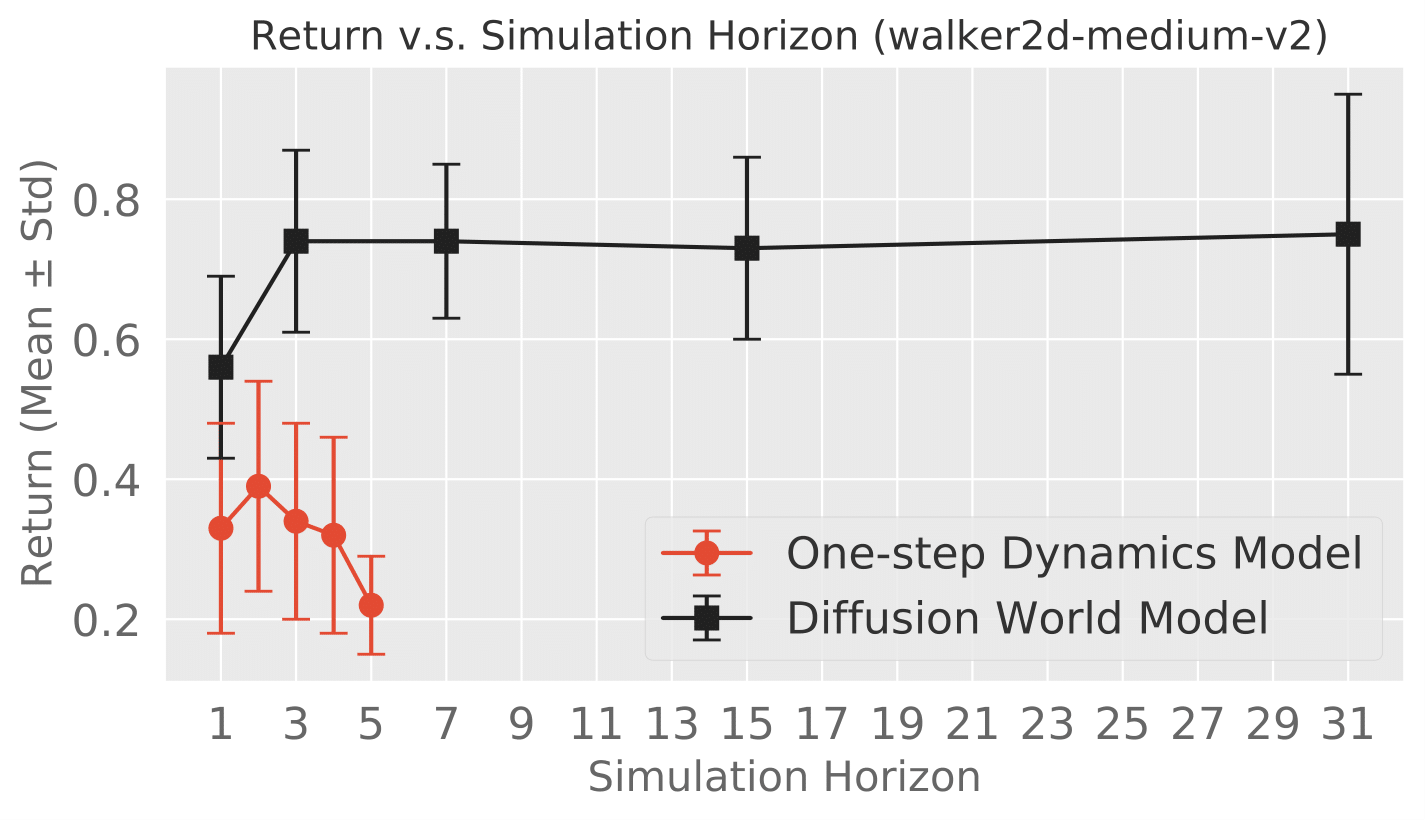 Return v.s. Simulation Horizon (walker2d-medium-v2)
Return (Mean ± Std)
0.8
0.6
0.4
0.2
One-step Dynamics Model
Diffusion World Model
1 3 5 7 9 11 13 15 17 19 21 23 25 27 29 31
Simulation Horizon